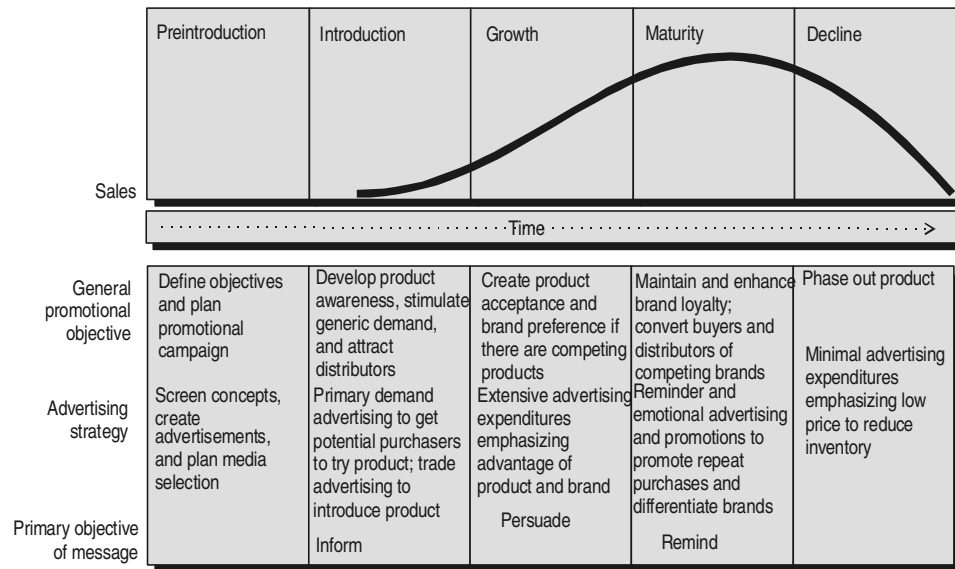 Preintroduction
Introduction
Growth
Maturity
Decline
Sales
Time
General
promotional
objective
Define objectives
and plan
promotional
campaign
Develop product
awareness, stimulate
generic demand,
and attract
distributors
Create product
acceptance and
brand preference if
there are competing
products
Maintain and enhance
brand loyalty;
convert buyers and
distributors of
competing brands
Phase out product
Advertising
strategy
Screen concepts,
create
advertisements,
and plan media
selection
Primary demand
advertising to get
potential purchasers
to try product; trade
advertising to
introduce product
Extensive advertising
expenditures
emphasizing
advantage of
product and brand
Reminder and
emotional advertising
and promotions to
promote repeat
purchases and
differentiate brands
Minimal advertising
expenditures
emphasizing low
price to reduce
inventory
Primary objective
of message
Inform
Persuade
Remind